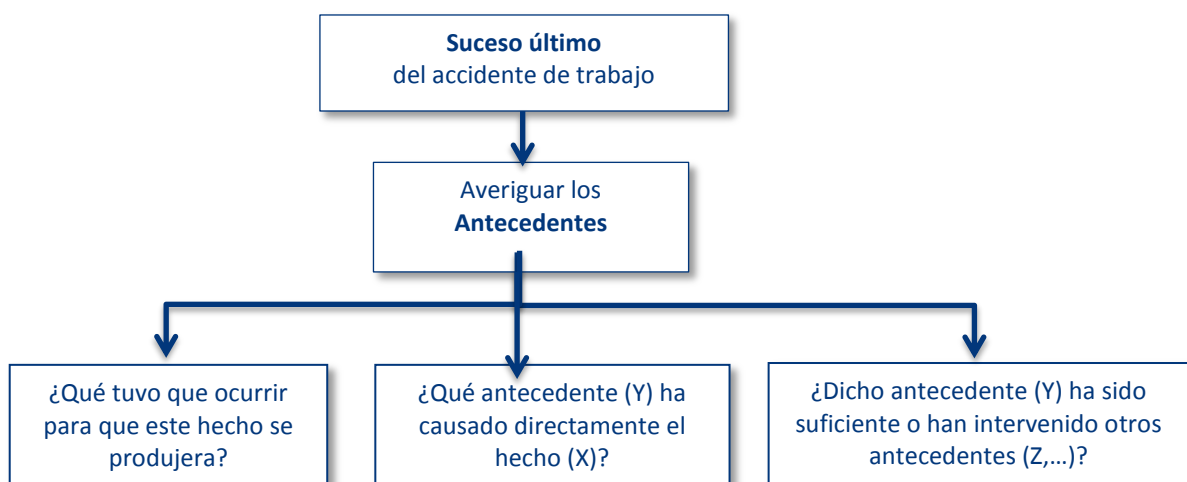 Suceso último
del accidente de trabajo
Averiguar los
Antecedentes
¿Qué tuvo que ocurrir
para que este hecho se
produjera?
¿Qué antecedente (Y) ha
causado directamente el
hecho (X)?
¿Dicho antecedente (Y) ha sido
suficiente o han intervenido otros
antecedentes (Z,...)?